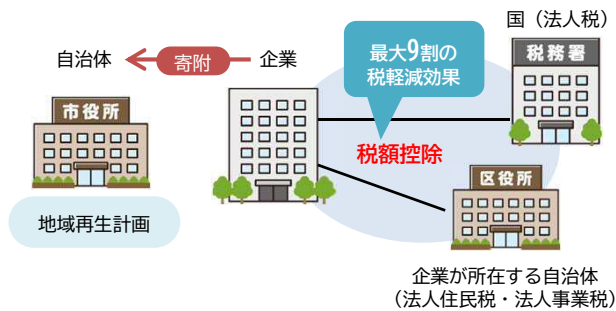 国（法人税）
税務署
自治体
寄附
企業
最大9割の
税軽減効果
市役所
税額控除
区役所
地域再生計画
企業が所在する自治体
（法人住民税・法人事業税）